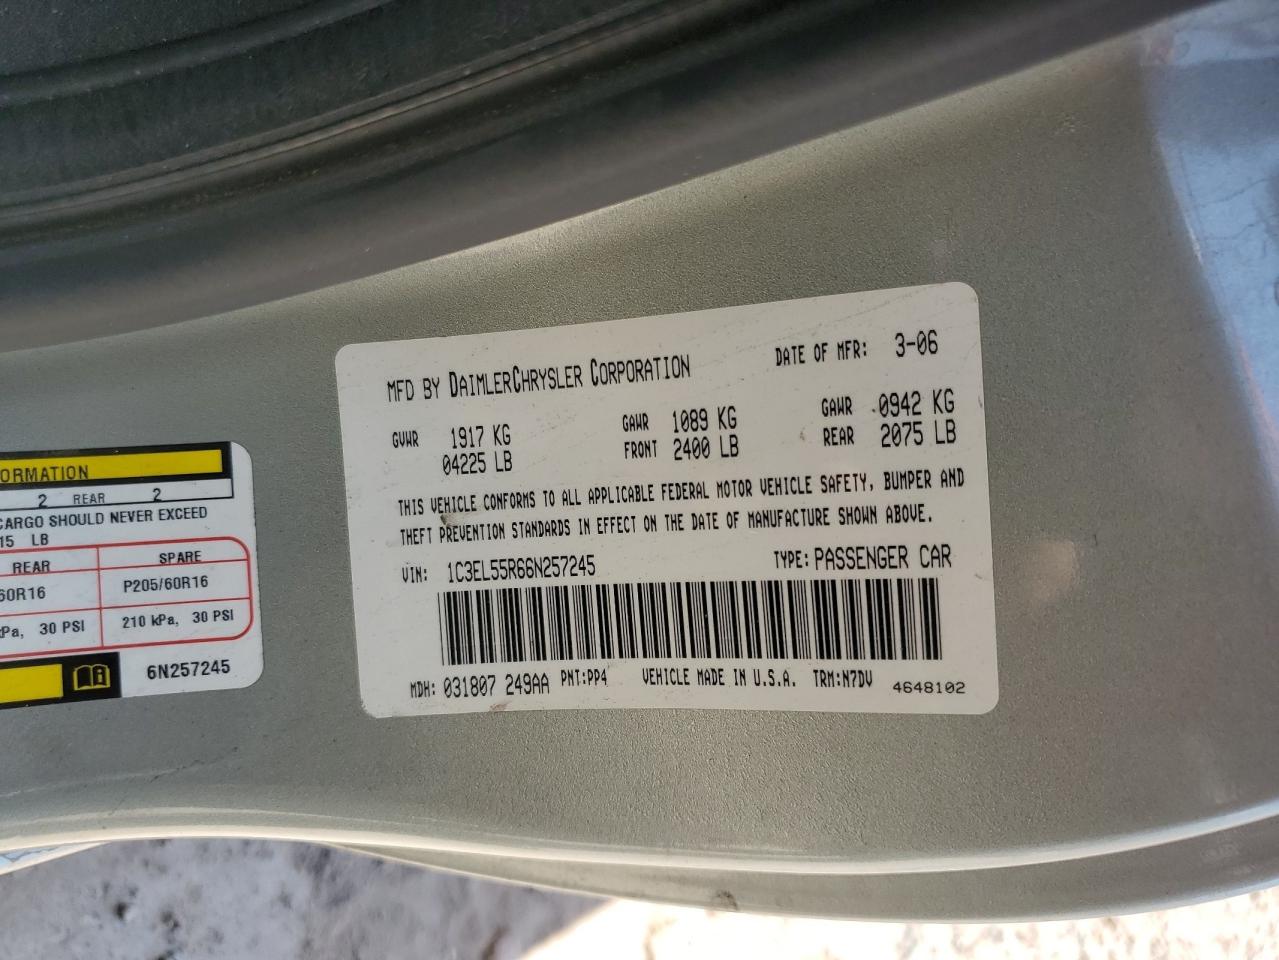 MFD BY DAIMLERCHRYSLER CORPORATION DATE OF MFR: 3-06
GVWR 1917 KG GAWR 1089 KG GAWR 0942 KG
04225 LB FRONT 2400 LB REAR 2075 LB
THIS VEHICLE CONFORMS TO ALL APPLICABLE FEDERAL MOTOR VEHICLE SAFETY, BUMPER AND
THEFT PREVENTION STANDARDS IN EFFECT ON THE DATE OF MANUFACTURE SHOWN ABOVE.
VIN: 1C3EL55R66N257245 TYPE: PASSENGER CAR
MDH: 031807 249AA PNT:PP4 VEHICLE MADE IN U.S.A. TRM:N7DV 4648102
ORMATION
2 REAR 2
CARGO SHOULD NEVER EXCEED
15 LB
REAR SPARE
60R16 P205/60R16
kPa, 30 PSI 210 kPa, 30 PSI
6N257245